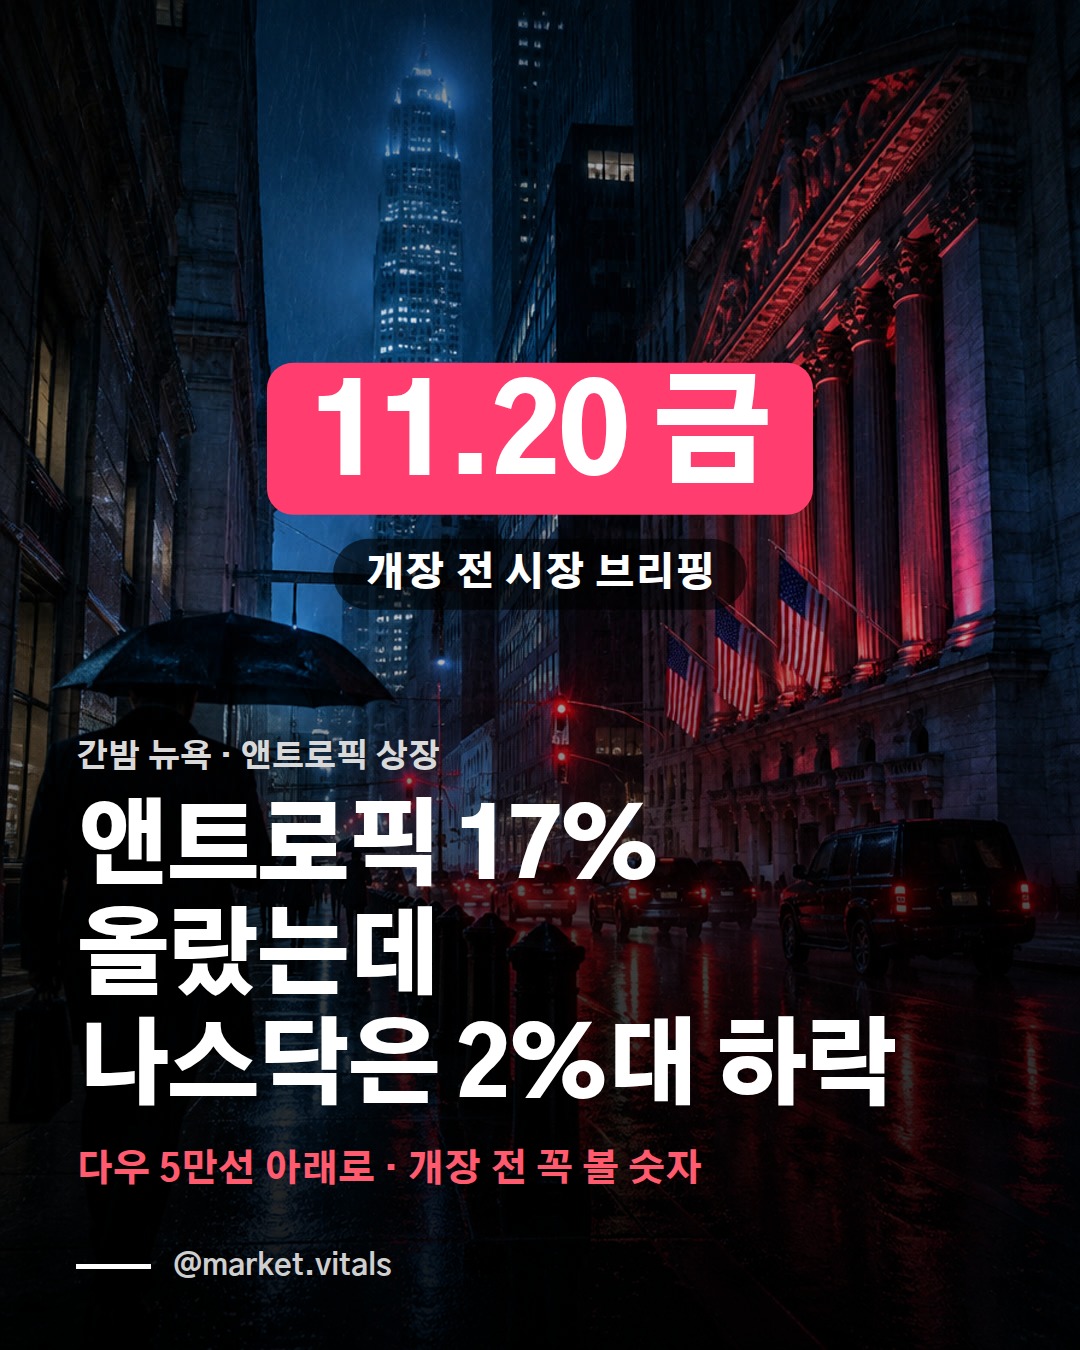 11.20 금
개장 전 시장 브리핑
간밤 뉴욕 · 앤트로픽 상장
앤트로픽 17%
올랐는데
나스닥은 2%대 하락
다우 5만선 아래로 · 개장 전 꼭 볼 숫자
@market.vitals